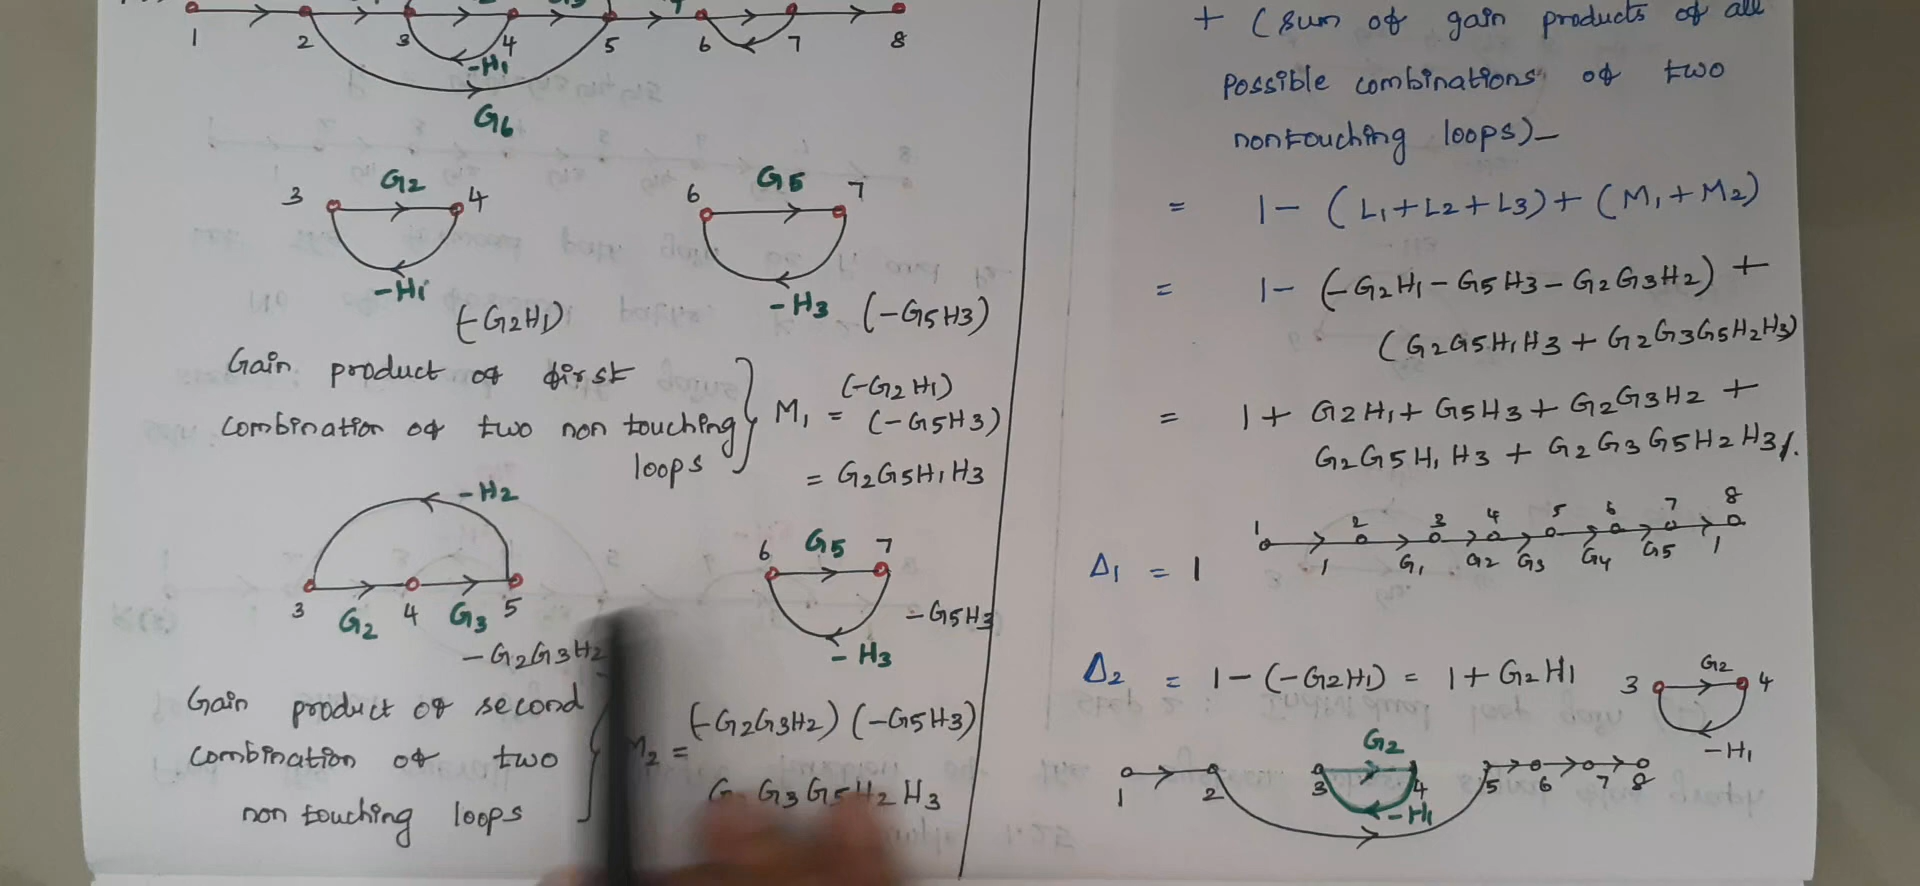 1 2 3 4 5 6 7 8
-H1
G6
3 G2 4
-H1
(-G2H1)
6 G5 7
-H3 (-G5H3)
Gain product of first
combination of two non touching
loops
M1 = (-G2H1)
(-G5H3)
= G2G5H1H3
-H2
3 G2 4 G3 5
-G2G3H2
6 G5 7
-G5H3
-H3
Gain product of second
combination of two
non touching loops
M2 = (-G2G3H2) (-G5H3)
G3G5H2H3
+ (sum of gain products of all
possible combinations of two
nontouching loops)-
= 1- (L1+L2+L3) + (M1+M2)
= 1- (-G2H1-G5H3-G2G3H2) +
(G2G5H1H3 + G2G3G5H2H3)
= 1+ G2H1+G5H3+G2G3H2 +
G2G5H1H3 + G2G3G5H2H3/.
1 2 3 4 5 6 7 8
Δ1 = 1
1 G1 G2 G3 G4 G5 1
Δ2 = 1-(-G2H1) = 1+G2H1
3 G2 4
-H1
G2
1 2 3 4 5 6 7 8
-H1